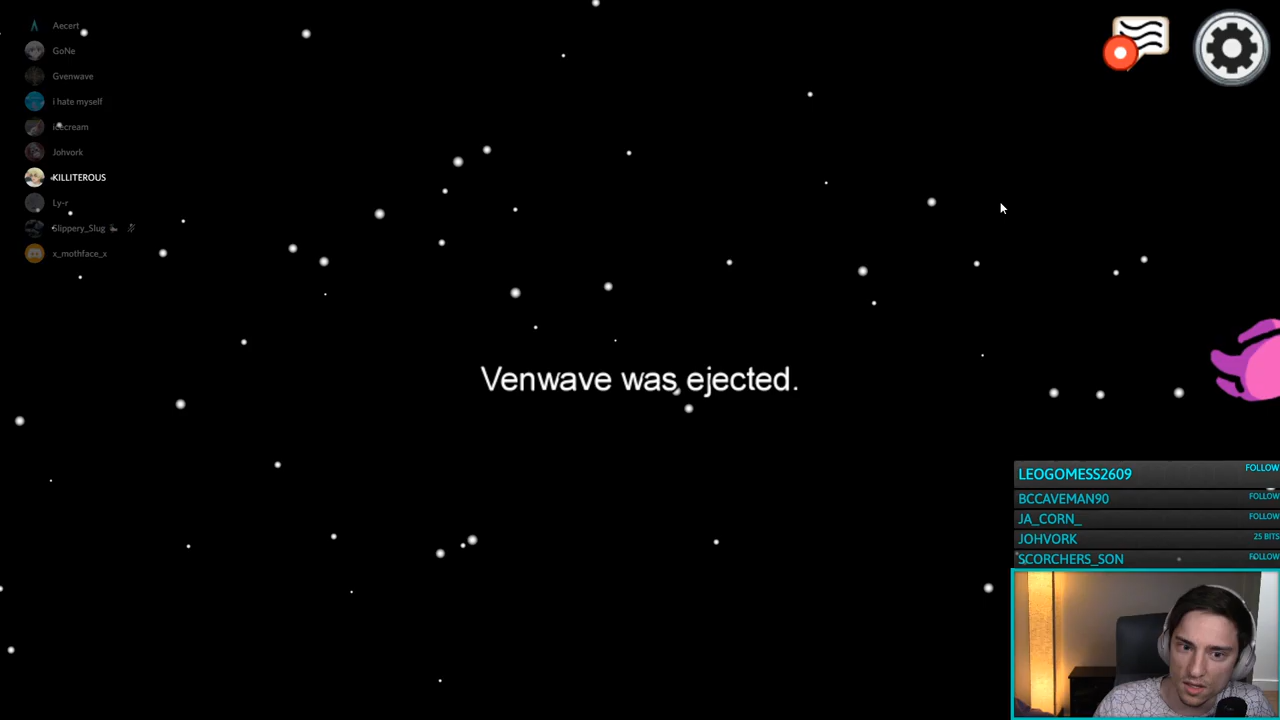 Aecert
GoNe
Gvenwave
i hate myself
icecream
Johvork
KILLITEROUS
Ly-r
Slippery_Slug
x_mothface_x
Venwave was ejected.
LEOGOMESS2609 FOLLOW
BCCAVEMAN90 FOLLOW
JA_CORN_ FOLLOW
JOHVORK 25 BITS
SCORCHERS_SON FOLLOW